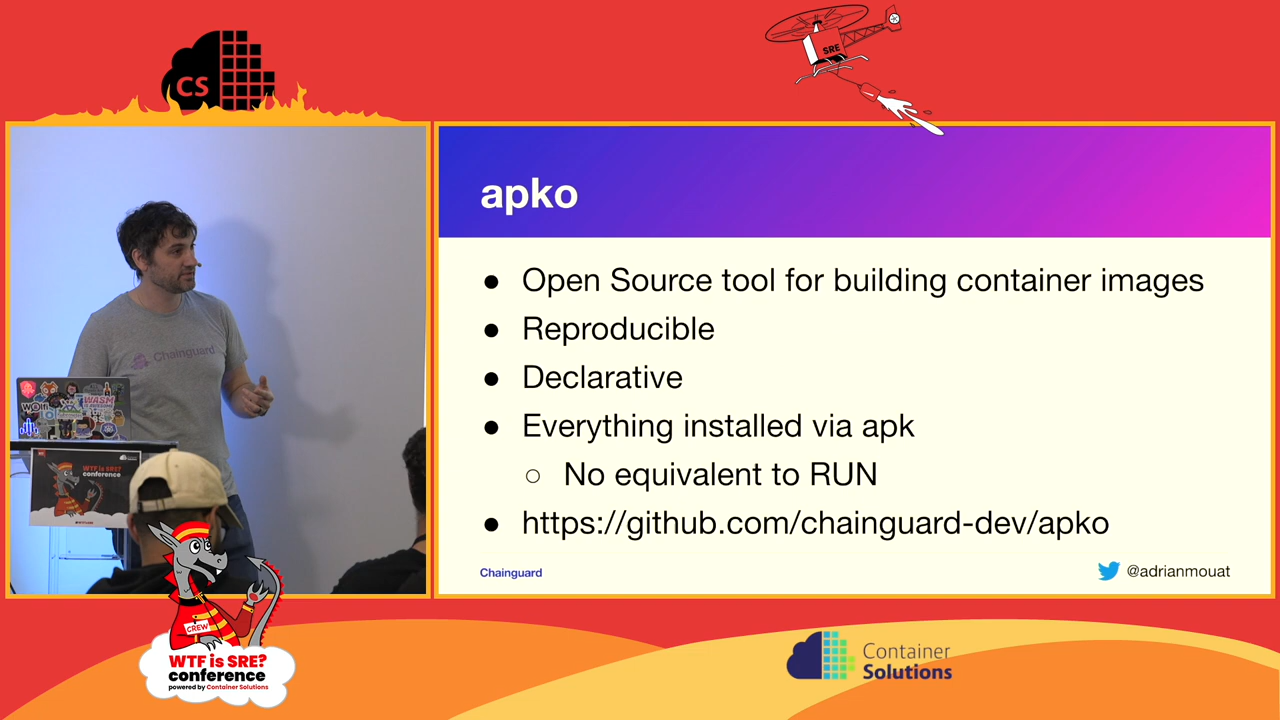 CS
SRE
apko
● Open Source tool for building container images
● Reproducible
● Declarative
● Everything installed via apk
○ No equivalent to RUN
● https://github.com/chainguard-dev/apko
Chainguard
@adrianmouat
Chainguard
WASM
WTF is SRE?
conference
CREW
WTF is SRE?
conference
powered by Container Solutions
Container
Solutions